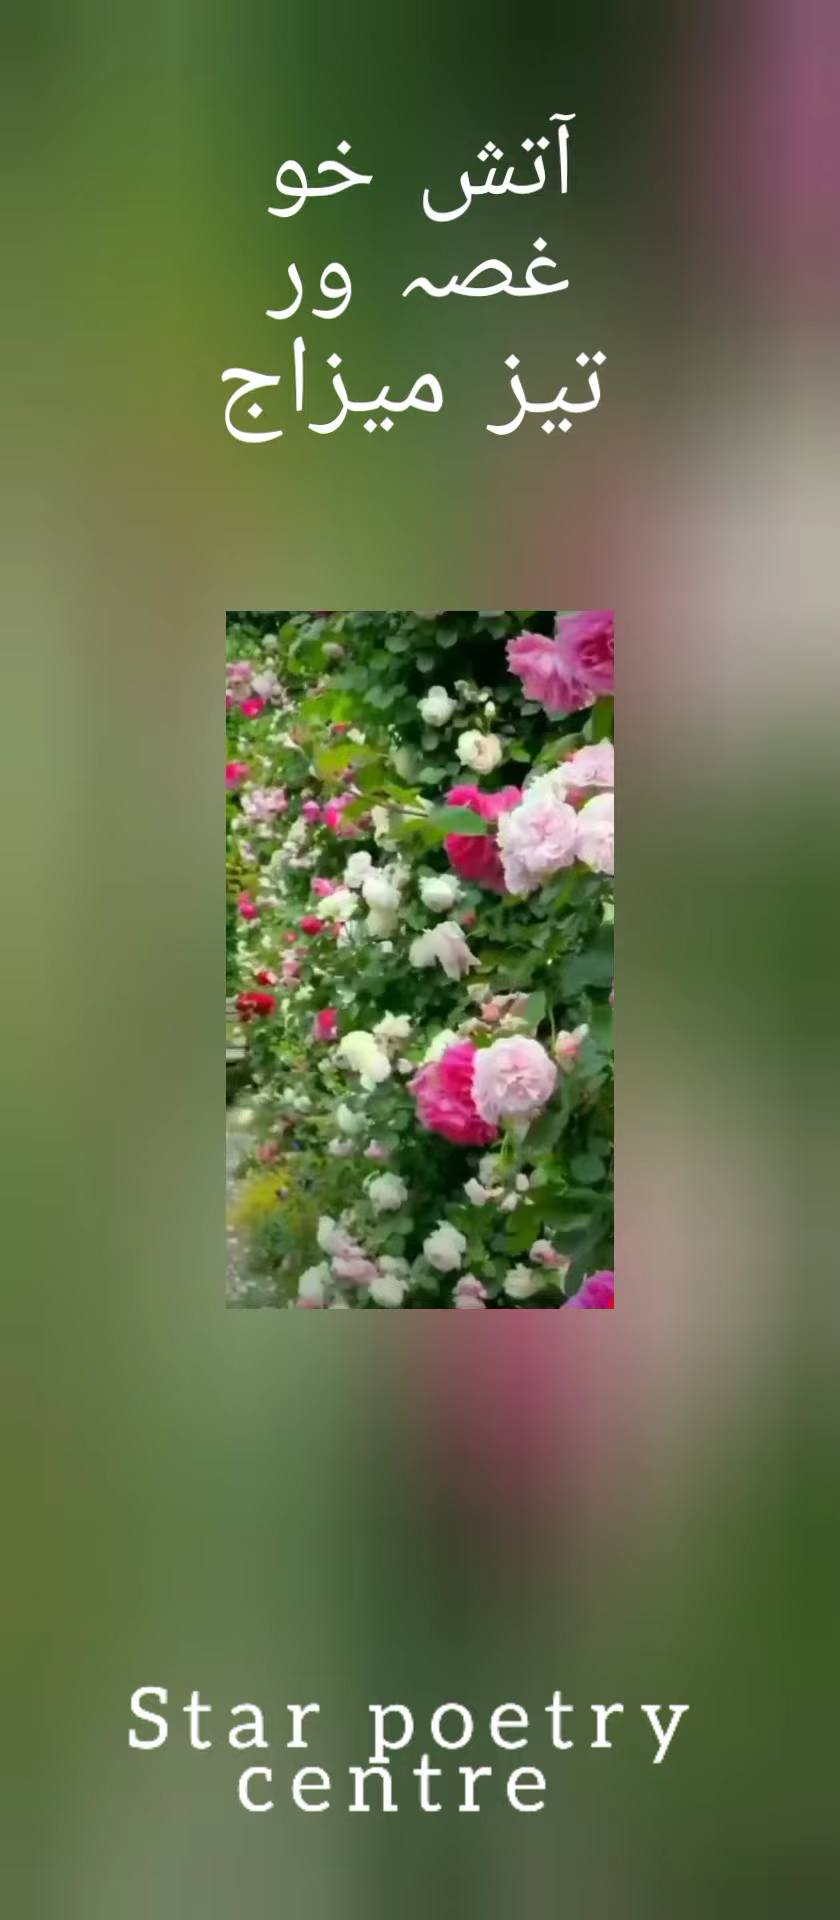 آتش خو
غصہ ور
تیز میزاج
Star poetry
centre